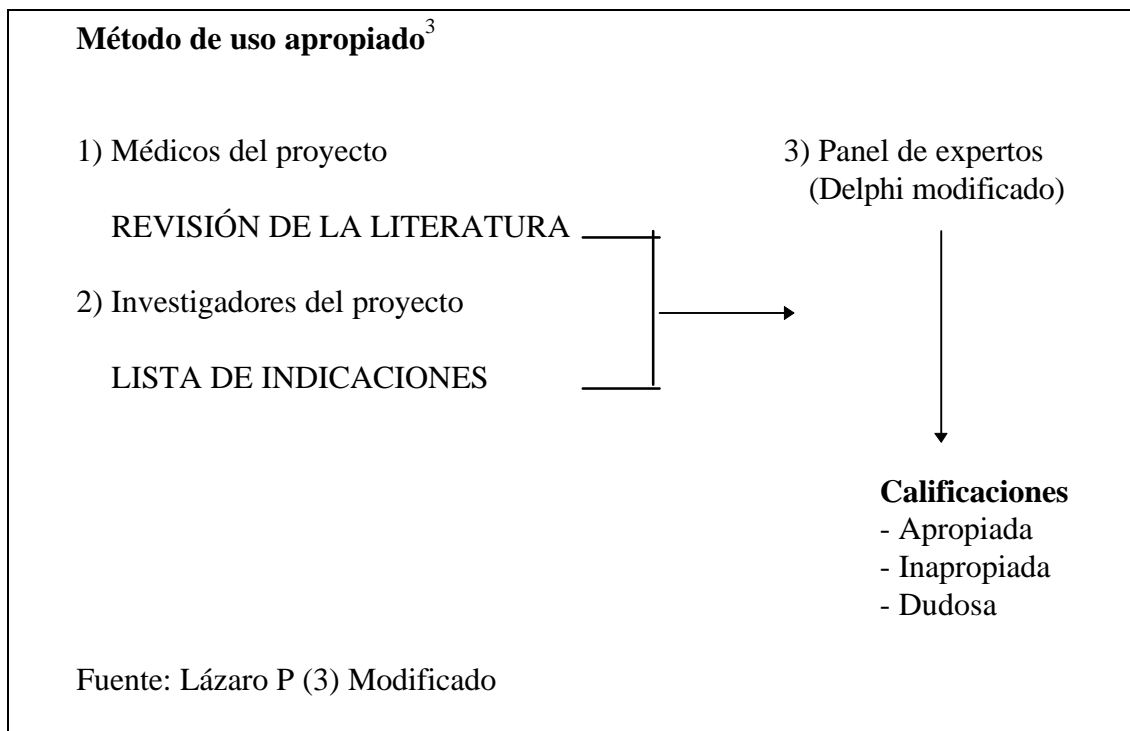 Método de uso apropiado3
1) Médicos del proyecto
REVISIÓN DE LA LITERATURA
2) Investigadores del proyecto
LISTA DE INDICACIONES
3) Panel de expertos
(Delphi modificado)
Calificaciones
- Apropiada
- Inapropiada
- Dudosa
Fuente: Lázaro P (3) Modificado